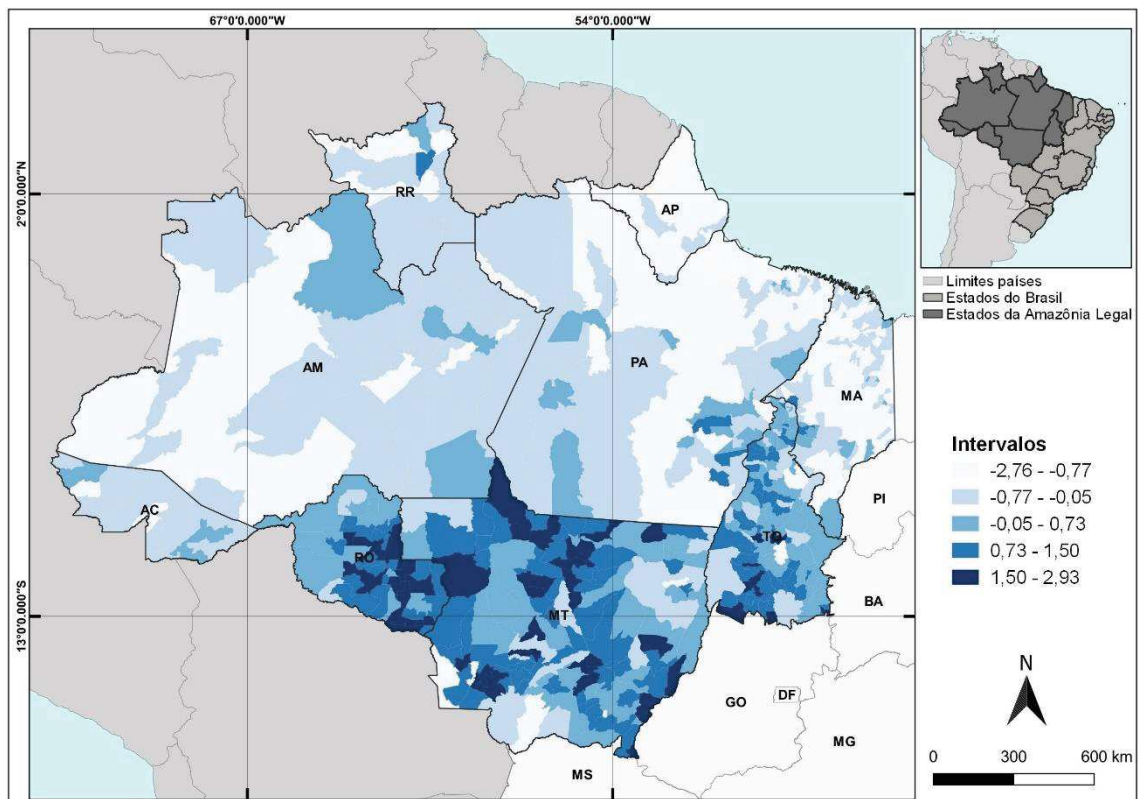 67°0'0.000"W
54°0'0.000"W
2°0'0.000"N
13°0'0.000"S
RR
AP
AM
PA
MA
AC
PI
RO
TO
MT
BA
GO
DF
MG
MS
Limites países
Estados do Brasil
Estados da Amazônia Legal
Intervalos
-2,76 - -0,77
-0,77 - -0,05
-0,05 - 0,73
0,73 - 1,50
1,50 - 2,93
N
0 300 600 km